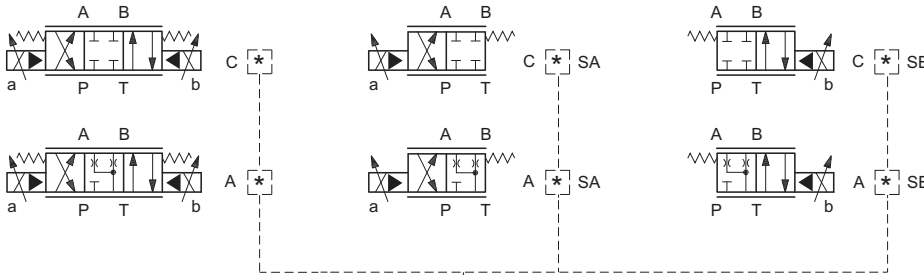 A B A B A B
C * C * SA C * SB
a P T b a P T P T b
A B A B A B
A * A * SA A * SB
a P T b a P T P T b